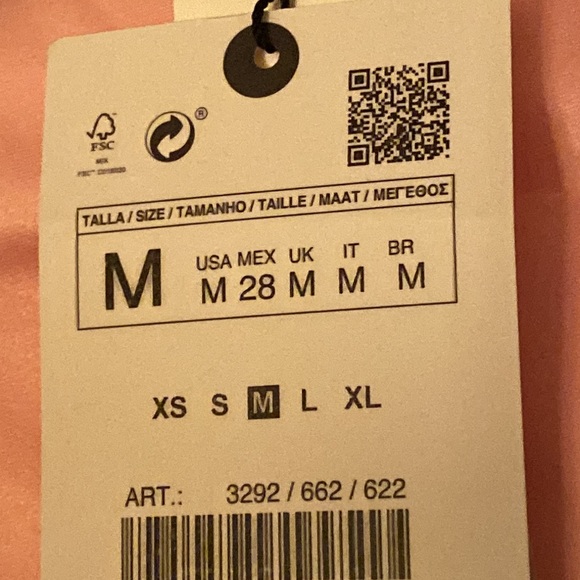 ®
FSC
MIX
TALLA / SIZE / TAMANHO / TAILLE / MAAT / ΜΕΓΕΘΟΣ
M
USA MEX UK IT BR
M 28 M M M
XS S M L XL
ART.: 3292 / 662 / 622